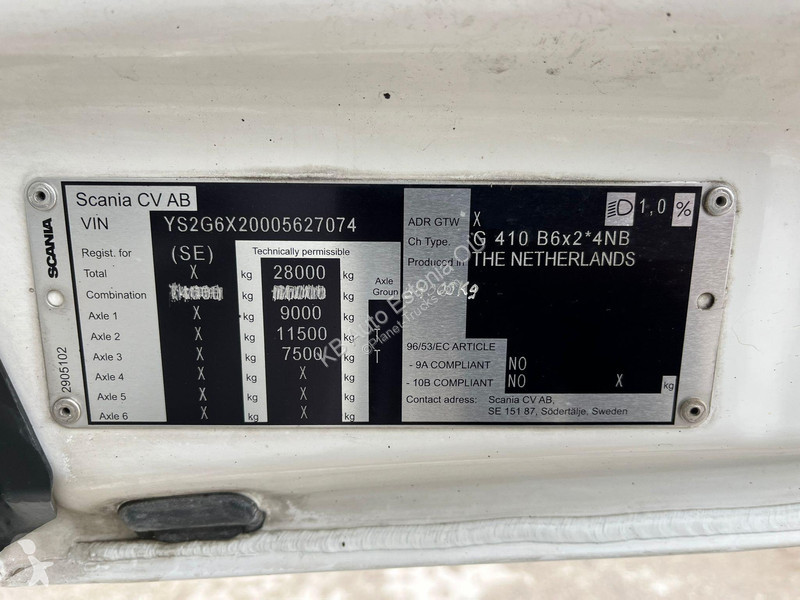 Scania CV AB
VIN YS2G6X20005627074
SCANIA
2905102
Regist. for (SE) Technically permissible
Total X kg 28000 kg
Combination kg kg Axle Group
Axle 1 X kg 9000 kg
Axle 2 X kg 11500 kg
Axle 3 X kg 7500 kg T
Axle 4 X kg X kg
Axle 5 X kg X kg
Axle 6 X kg X kg
ADR GTW X 1,0 %
Ch Type. G 410 B6x2*4NB
Produced in THE NETHERLANDS
96/53/EC ARTICLE
- 9A COMPLIANT NO
- 10B COMPLIANT NO X kg
Contact adress: Scania CV AB,
SE 151 87, Södertälje, Sweden
KB Auto Estonia OÜ